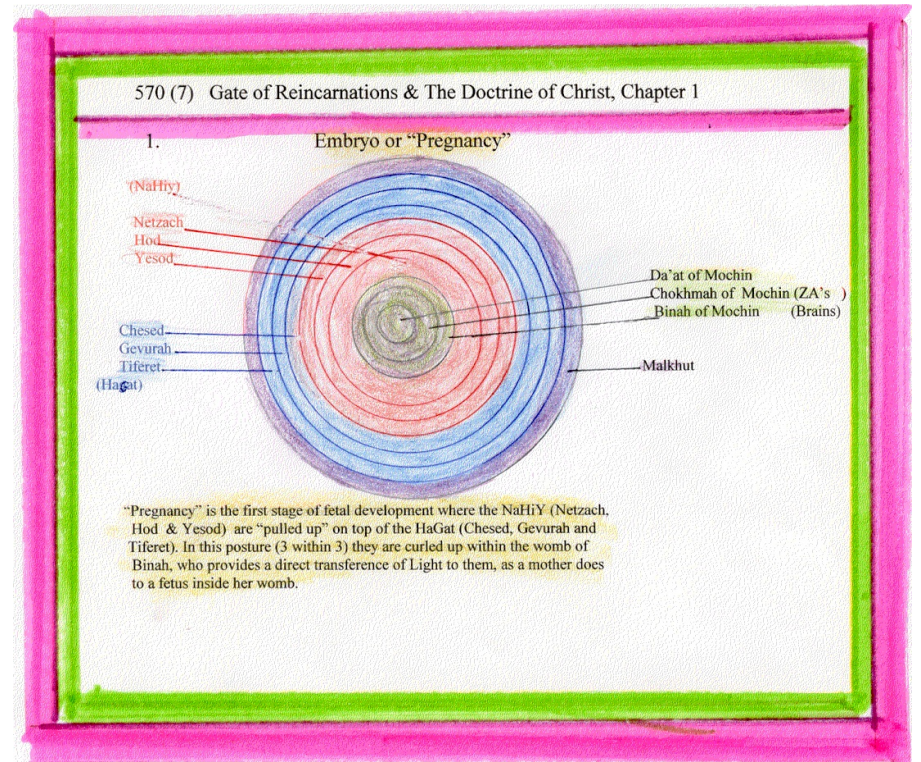 570 (7) Gate of Reincarnations & The Doctrine of Christ, Chapter 1
1. Embryo or “Pregnancy”
(NaHiy)
Netzach
Hod
Yesod
Chesed
Gevurah
Tiferet
(HaGat)
Da’at of Mochin
Chokhmah of Mochin (ZA’s )
Binah of Mochin (Brains)
Malkhut
“Pregnancy” is the first stage of fetal development where the NaHiY (Netzach,
Hod & Yesod) are “pulled up” on top of the HaGat (Chesed, Gevurah and
Tiferet). In this posture (3 within 3) they are curled up within the womb of
Binah, who provides a direct transference of Light to them, as a mother does
to a fetus inside her womb.